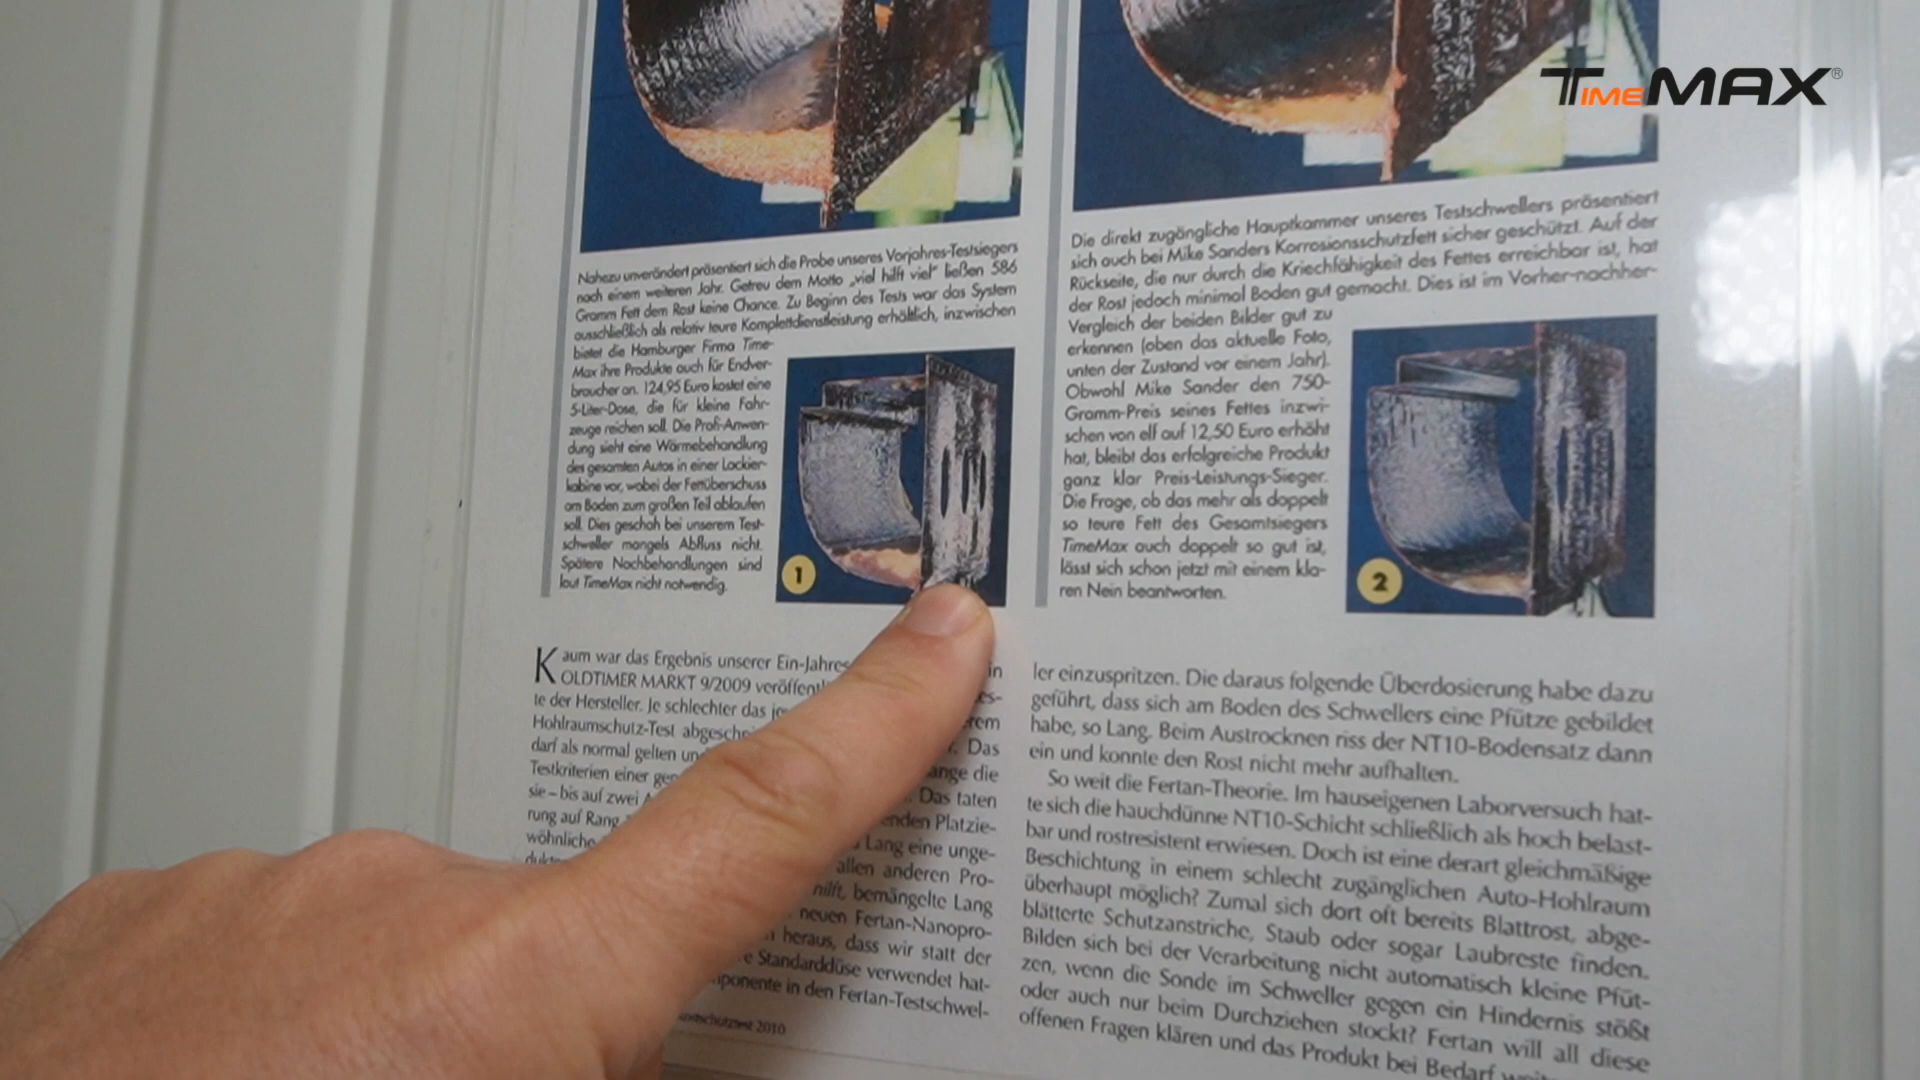 TIMEMAX®
Nahezu unverändert präsentiert sich die Probe unseres Vorjahres-Testsiegers
nach einem weiteren Jahr. Getreu dem Motto „viel hilft viel" ließen 586
Gramm Fett dem Rost keine Chance. Zu Beginn des Tests war das System
ausschließlich als relativ teure Komplettdienstleistung erhältlich, inzwischen
bietet die Hamburger Firma Time-
Max ihre Produkte auch für Endver-
braucher an. 124,95 Euro kostet eine
5-Liter-Dose, die für kleine Fahr-
zeuge reichen soll. Die Profi-Anwen-
dung sieht eine Wärmebehandlung
des gesamten Autos in einer Lackier-
kabine vor, wobei der Fettüberschuss
am Boden zum großen Teil ablaufen
soll. Dies geschah bei unserem Test-
schweller mangels Abfluss nicht.
Spätere Nachbehandlungen sind
laut TimeMax nicht notwendig.
1
Die direkt zugängliche Hauptkammer unseres Testschwellers präsentiert
sich auch bei Mike Sanders Korrosionsschutzfett sicher geschützt. Auf der
Rückseite, die nur durch die Kriechfähigkeit des Fettes erreichbar ist, hat
der Rost jedoch minimal Boden gut gemacht. Dies ist im Vorher-nachher-
Vergleich der beiden Bilder gut zu
erkennen (oben das aktuelle Foto,
unten der Zustand vor einem Jahr).
Obwohl Mike Sander den 750-
Gramm-Preis seines Fettes inzwi-
schen von elf auf 12,50 Euro erhöht
hat, bleibt das erfolgreiche Produkt
ganz klar Preis-Leistungs-Sieger.
Die Frage, ob das mehr als doppelt
so teure Fett des Gesamtsiegers
TimeMax auch doppelt so gut ist,
lässt sich schon jetzt mit einem kla-
ren Nein beantworten.
2
Kaum war das Ergebnis unserer Ein-Jahres in
OLDTIMER MARKT 9/2009 veröffentl es-
te der Hersteller. Je schlechter das je rem
Hohlraumschutz-Test abgesch . Das
darf als normal gelten un ange die
Testkriterien einer gen . Das taten
sie – bis auf zwei A enden Platzie-
rung auf Rang Lang eine unge-
wöhnliche allen anderen Pro-
dukt hilft, bemängelte Lang
neuen Fertan-Nanopro-
heraus, dass wir statt der
e Standarddüse verwendet hat-
ponente in den Fertan-Testschwel-
ler einzuspritzen. Die daraus folgende Überdosierung habe dazu
geführt, dass sich am Boden des Schwellers eine Pfütze gebildet
habe, so Lang. Beim Austrocknen riss der NT10-Bodensatz dann
ein und konnte den Rost nicht mehr aufhalten.
So weit die Fertan-Theorie. Im hauseigenen Laborversuch hat-
te sich die hauchdünne NT10-Schicht schließlich als hoch belast-
bar und rostresistent erwiesen. Doch ist eine derart gleichmäßige
Beschichtung in einem schlecht zugänglichen Auto-Hohlraum
überhaupt möglich? Zumal sich dort oft bereits Blattrost, abge-
blätterte Schutzanstriche, Staub oder sogar Laubreste finden.
Bilden sich bei der Verarbeitung nicht automatisch kleine Pfüt-
zen, wenn die Sonde im Schweller gegen ein Hindernis stößt
oder auch nur beim Durchziehen stockt? Fertan will all diese
offenen Fragen klären und das Produkt bei Bedarf
2010